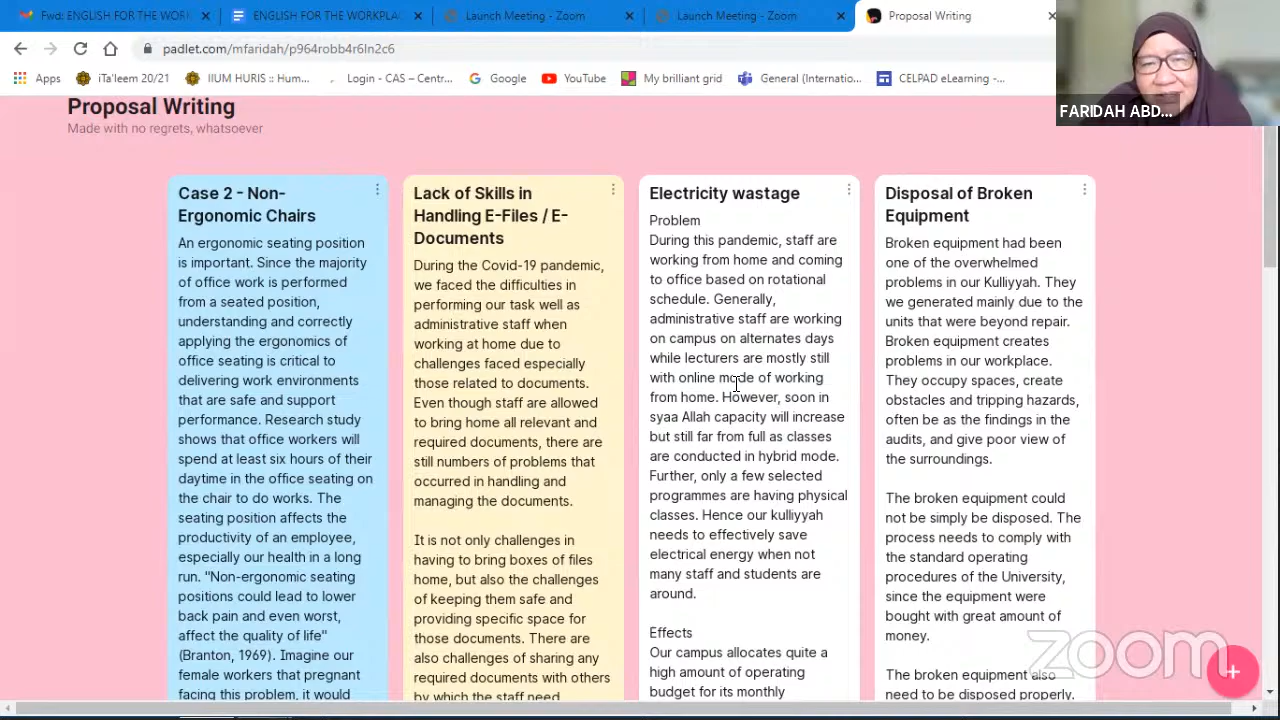 Fwd: ENGLISH FOR THE WORK
ENGLISH FOR THE WORKPLAC
Launch Meeting - Zoom
Launch Meeting - Zoom
Proposal Writing
padlet.com/mfaridah/p964robb4r6ln2c6
Apps
iTa'leem 20/21
IIUM HURIS :: Hum...
Login - CAS – Centr...
Google
YouTube
My brilliant grid
General (Internatio...
CELPAD eLearning -...
FARIDAH ABD...
Proposal Writing
Made with no regrets, whatsoever
Case 2 - Non-
Ergonomic Chairs
An ergonomic seating position
is important. Since the majority
of office work is performed
from a seated position,
understanding and correctly
applying the ergonomics of
office seating is critical to
delivering work environments
that are safe and support
performance. Research study
shows that office workers will
spend at least six hours of their
daytime in the office seating on
the chair to do works. The
seating position affects the
productivity of an employee,
especially our health in a long
run. "Non-ergonomic seating
positions could lead to lower
back pain and even worst,
affect the quality of life"
(Branton, 1969). Imagine our
female workers that pregnant
facing this problem, it would
Lack of Skills in
Handling E-Files / E-
Documents
During the Covid-19 pandemic,
we faced the difficulties in
performing our task well as
administrative staff when
working at home due to
challenges faced especially
those related to documents.
Even though staff are allowed
to bring home all relevant and
required documents, there are
still numbers of problems that
occurred in handling and
managing the documents.
It is not only challenges in
having to bring boxes of files
home, but also the challenges
of keeping them safe and
providing specific space for
those documents. There are
also challenges of sharing any
required documents with others
by which the staff need
Electricity wastage
Problem
During this pandemic, staff are
working from home and coming
to office based on rotational
schedule. Generally,
administrative staff are working
on campus on alternates days
while lecturers are mostly still
with online mode of working
from home. However, soon in
syaa Allah capacity will increase
but still far from full as classes
are conducted in hybrid mode.
Further, only a few selected
programmes are having physical
classes. Hence our kulliyyah
needs to effectively save
electrical energy when not
many staff and students are
around.
Effects
Our campus allocates quite a
high amount of operating
budget for its monthly
Disposal of Broken
Equipment
Broken equipment had been
one of the overwhelmed
problems in our Kulliyyah. They
we generated mainly due to the
units that were beyond repair.
Broken equipment creates
problems in our workplace.
They occupy spaces, create
obstacles and tripping hazards,
often be as the findings in the
audits, and give poor view of
the surroundings.
The broken equipment could
not be simply be disposed. The
process needs to comply with
the standard operating
procedures of the University,
since the equipment were
bought with great amount of
money.
The broken equipment also
need to be disposed properly.
zoom